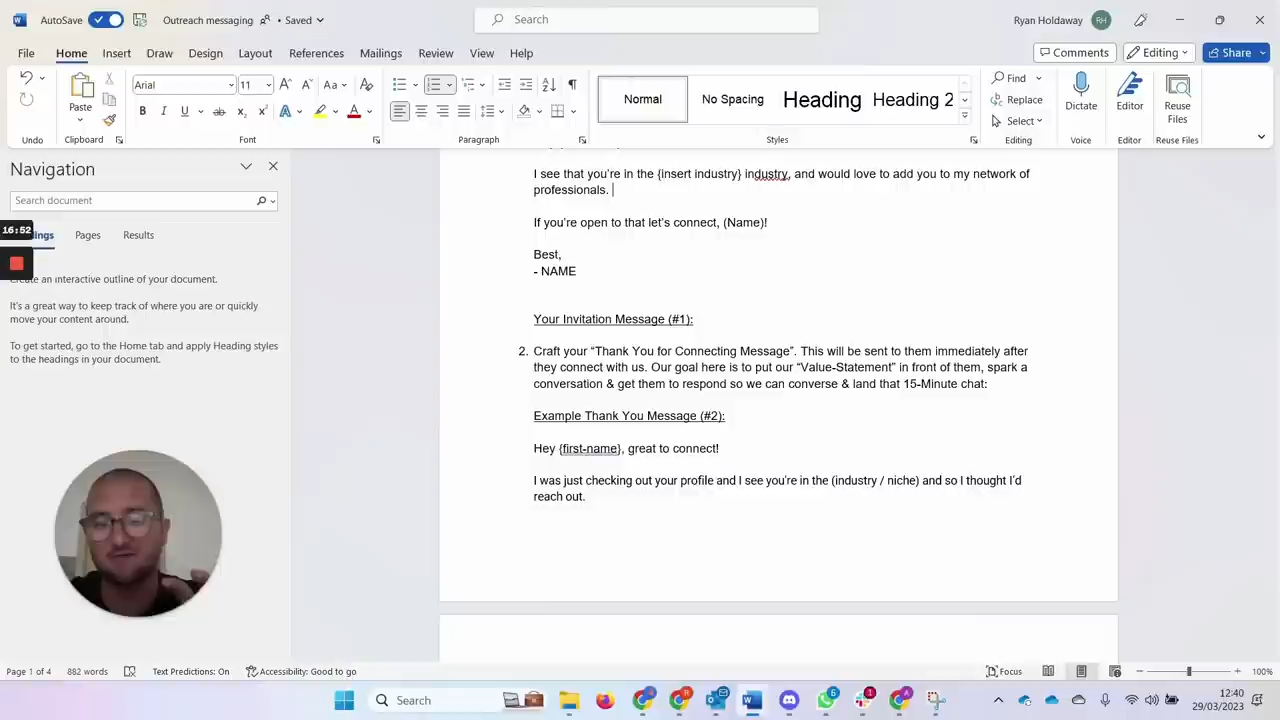 AutoSave
Outreach messaging
• Saved
Search
Ryan Holdaway
RH
File
Home
Insert
Draw
Design
Layout
References
Mailings
Review
View
Help
Comments
Editing
Share
Paste
Arial
11
Normal
No Spacing
Heading
Heading 2
Find
Replace
Select
Dictate
Editor
Reuse
Files
Undo
Clipboard
Font
Paragraph
Styles
Editing
Voice
Editor
Reuse Files
Navigation
Search document
16:52
Pages
Results
Create an interactive outline of your document.
It's a great way to keep track of where you are or quickly
move your content around.
To get started, go to the Home tab and apply Heading styles
to the headings in your document.
I see that you're in the {insert industry} industry, and would love to add you to my network of
professionals.
If you're open to that let's connect, (Name)!
Best,
- NAME
Your Invitation Message (#1):
2. Craft your “Thank You for Connecting Message”. This will be sent to them immediately after
they connect with us. Our goal here is to put our “Value-Statement” in front of them, spark a
conversation & get them to respond so we can converse & land that 15-Minute chat:
Example Thank You Message (#2):
Hey {first-name}, great to connect!
I was just checking out your profile and I see you're in the (industry / niche) and so I thought I'd
reach out.
Page 1 of 4
882 words
Text Predictions: On
Accessibility: Good to go
Focus
100%
Search
12:40
29/03/2023